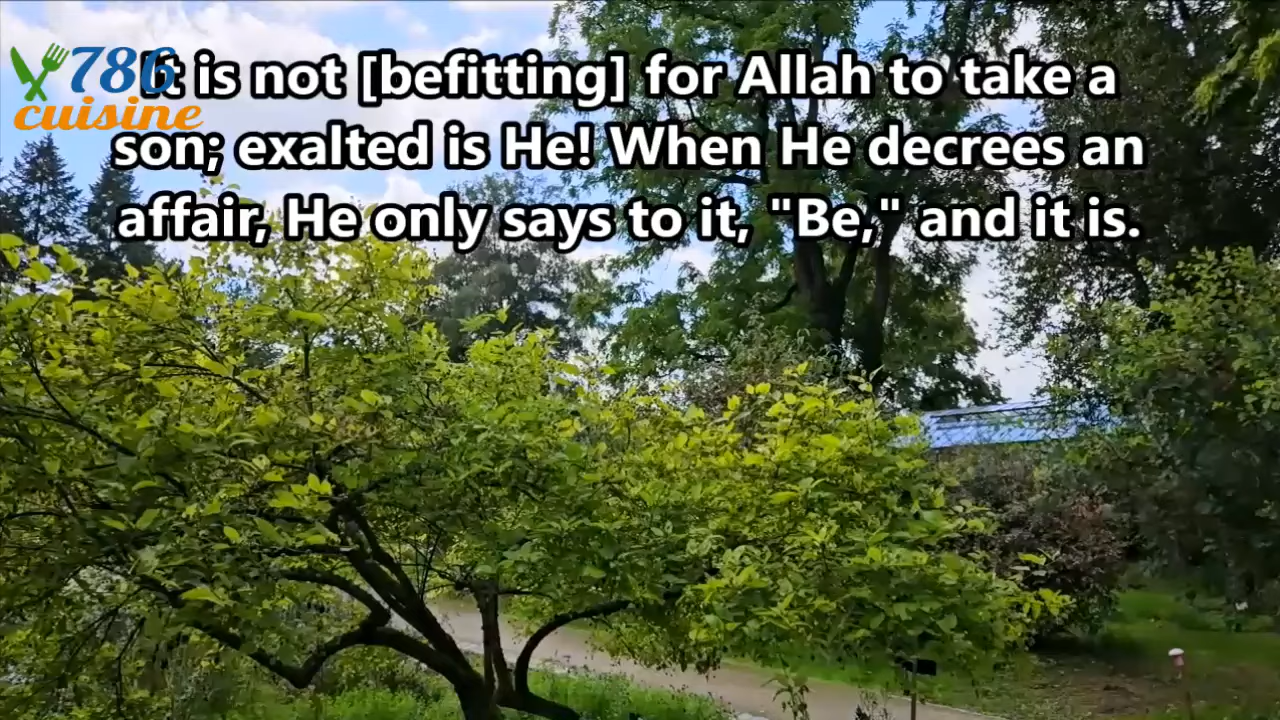 786
cuisine
It is not [befitting] for Allah to take a
son; exalted is He! When He decrees an
affair, He only says to it, "Be," and it is.